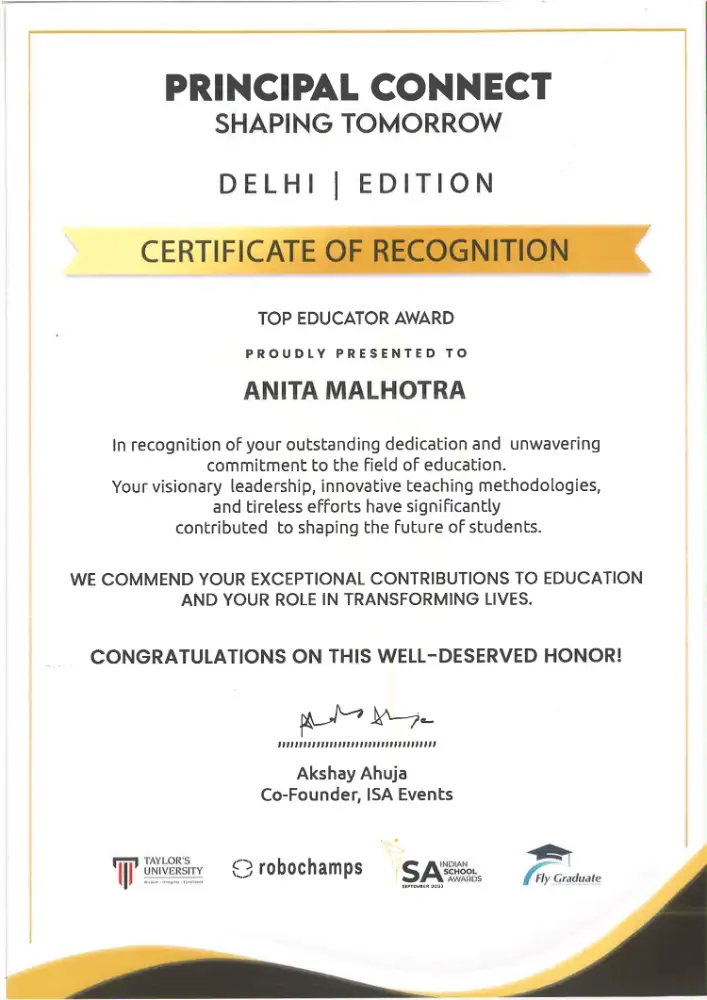 PRINCIPAL CONNECT
SHAPING TOMORROW
DELHI | EDITION
CERTIFICATE OF RECOGNITION
TOP EDUCATOR AWARD
PROUDLY PRESENTED TO
ANITA MALHOTRA
In recognition of your outstanding dedication and unwavering
commitment to the field of education.
Your visionary leadership, innovative teaching methodologies,
and tireless efforts have significantly
contributed to shaping the future of students.
WE COMMEND YOUR EXCEPTIONAL CONTRIBUTIONS TO EDUCATION
AND YOUR ROLE IN TRANSFORMING LIVES.
CONGRATULATIONS ON THIS WELL-DESERVED HONOR!
Akshay Ahuja
Co-Founder, ISA Events
TAYLOR'S
UNIVERSITY
Wisdom · Integrity · Excellence
robochamps
iSA INDIAN
SCHOOL
AWARDS
Fly Graduate